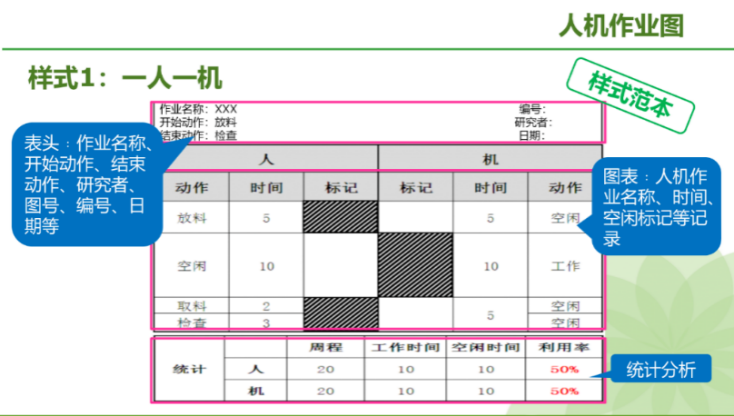 人机作业图
样式1：一人一机
样式范本
作业名称：XXX 编号：
开始动作：放料 研究者：
结束动作：检查 日期：
表头：作业名称、
开始动作、结束
动作、研究者、
图号、编号、日
期等
人 机
动作 时间 标记 标记 时间 动作
放料 5 5 空闲
空闲 10 10 工作
取料 2 5 空闲
检查 3 空闲
图表：人机作
业名称、时间、
空闲标记等记
录
统计 周程 工作时间 空闲时间 利用率
人 20 10 10 50%
机 20 10 10 50%
统计分析